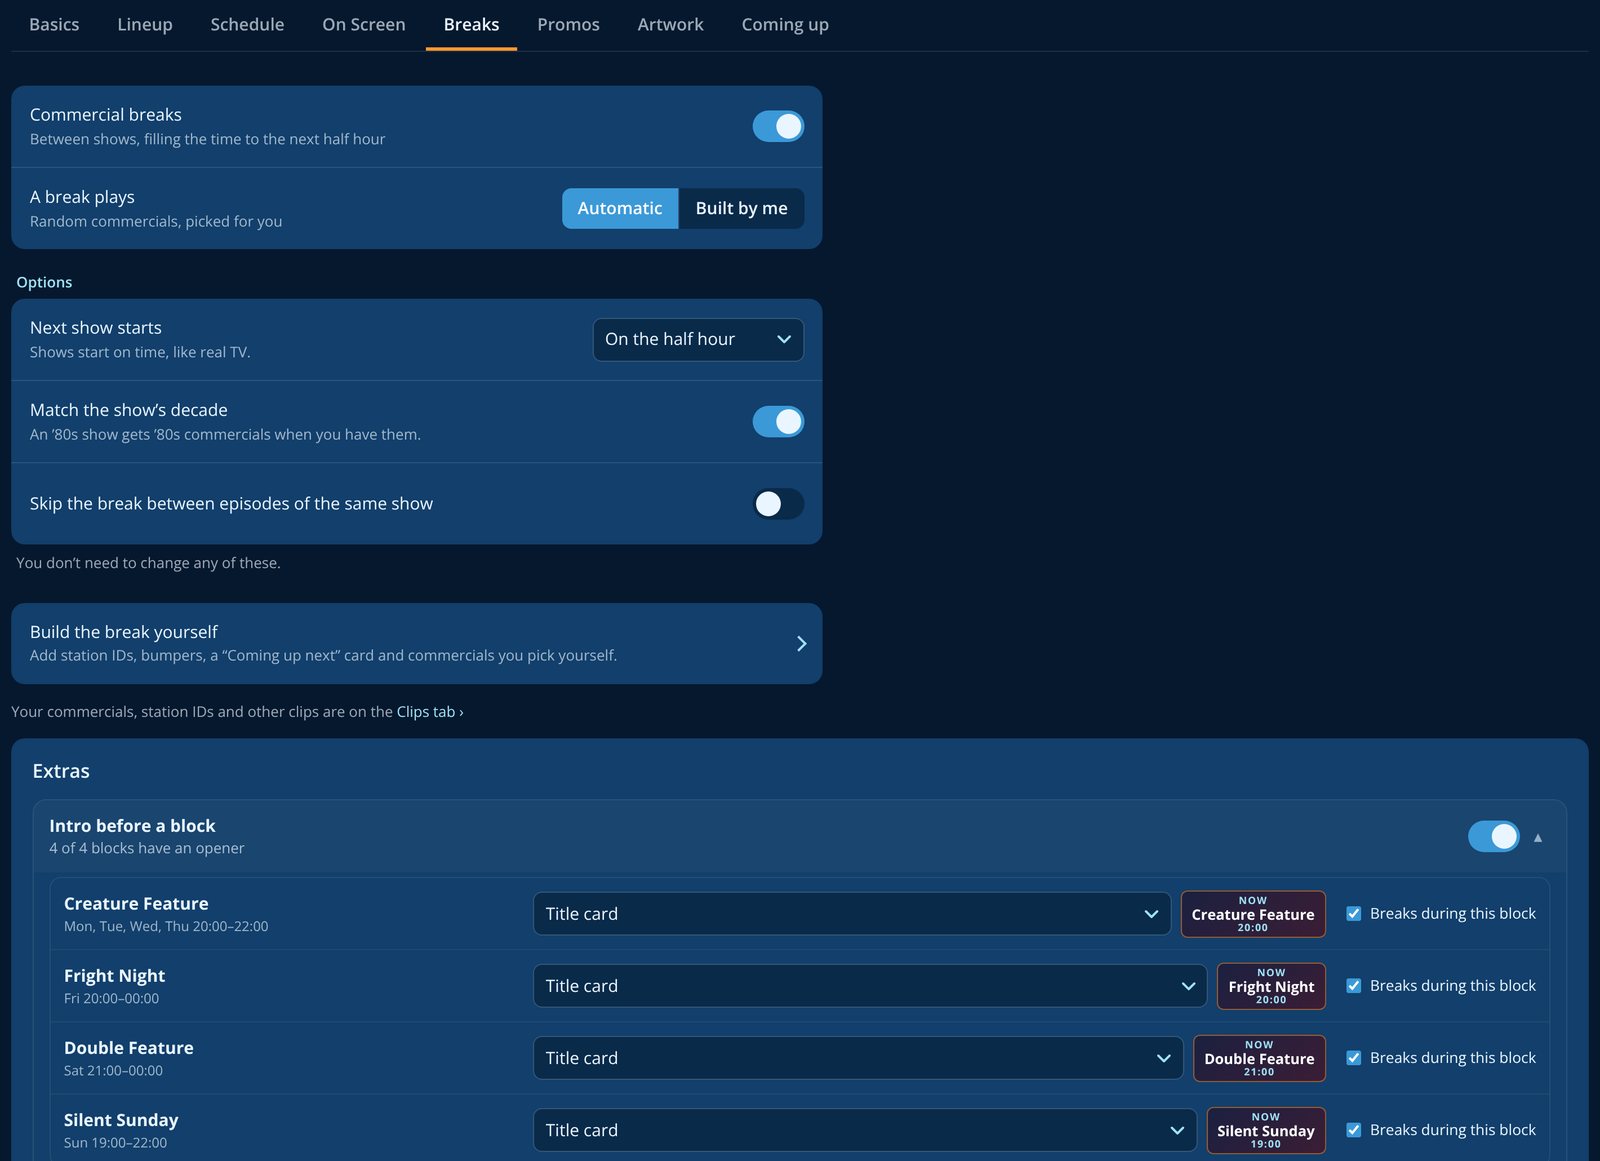 Basics Lineup Schedule On Screen Breaks Promos Artwork Coming up
Commercial breaks
Between shows, filling the time to the next half hour
A break plays
Random commercials, picked for you
Automatic Built by me
Options
Next show starts
Shows start on time, like real TV.
On the half hour
Match the show’s decade
An ’80s show gets ’80s commercials when you have them.
Skip the break between episodes of the same show
You don’t need to change any of these.
Build the break yourself
Add station IDs, bumpers, a “Coming up next” card and commercials you pick yourself.
Your commercials, station IDs and other clips are on the Clips tab ›
Extras
Intro before a block
4 of 4 blocks have an opener
Creature Feature
Mon, Tue, Wed, Thu 20:00–22:00
Title card
NOW
Creature Feature
20:00
Breaks during this block
Fright Night
Fri 20:00–00:00
Title card
NOW
Fright Night
20:00
Breaks during this block
Double Feature
Sat 21:00–00:00
Title card
NOW
Double Feature
21:00
Breaks during this block
Silent Sunday
Sun 19:00–22:00
Title card
NOW
Silent Sunday
19:00
Breaks during this block